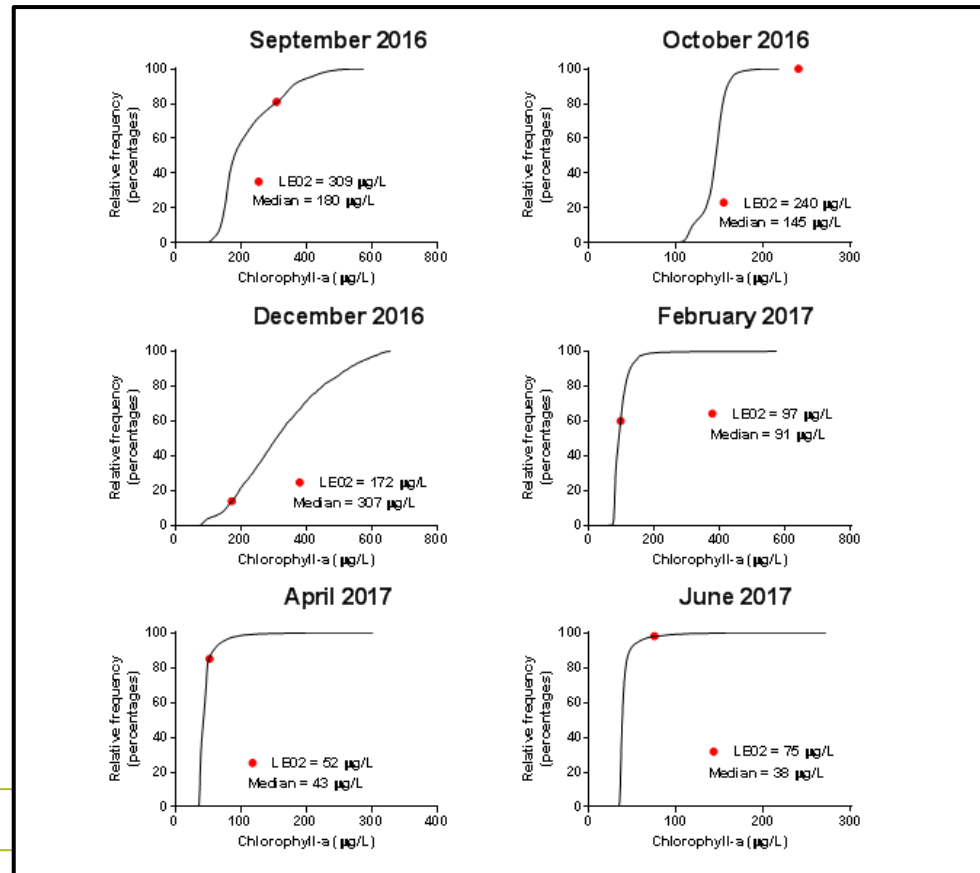 September 2016
Relative frequency
(percentages)
100
80
60
40
20
0
LE02 = 309 µg/L
Median = 180 µg/L
0 200 400 600 800
Chlorophyll-a (µg/L)
October 2016
Relative frequency
(percentages)
100
80
60
40
20
0
LE02 = 240 µg/L
Median = 145 µg/L
0 100 200 300
Chlorophyll-a (µg/L)
December 2016
Relative frequency
(percentages)
100
80
60
40
20
0
LE02 = 172 µg/L
Median = 307 µg/L
0 200 400 600 800
Chlorophyll-a (µg/L)
February 2017
Relative frequency
(percentages)
100
80
60
40
20
0
LE02 = 97 µg/L
Median = 91 µg/L
0 200 400 600 800
Chlorophyll-a (µg/L)
April 2017
Relative frequency
(percentages)
100
80
60
40
20
0
LE02 = 52 µg/L
Median = 43 µg/L
0 100 200 300 400
Chlorophyll-a (µg/L)
June 2017
Relative frequency
(percentages)
100
80
60
40
20
0
LE02 = 75 µg/L
Median = 38 µg/L
0 100 200 300
Chlorophyll-a (µg/L)